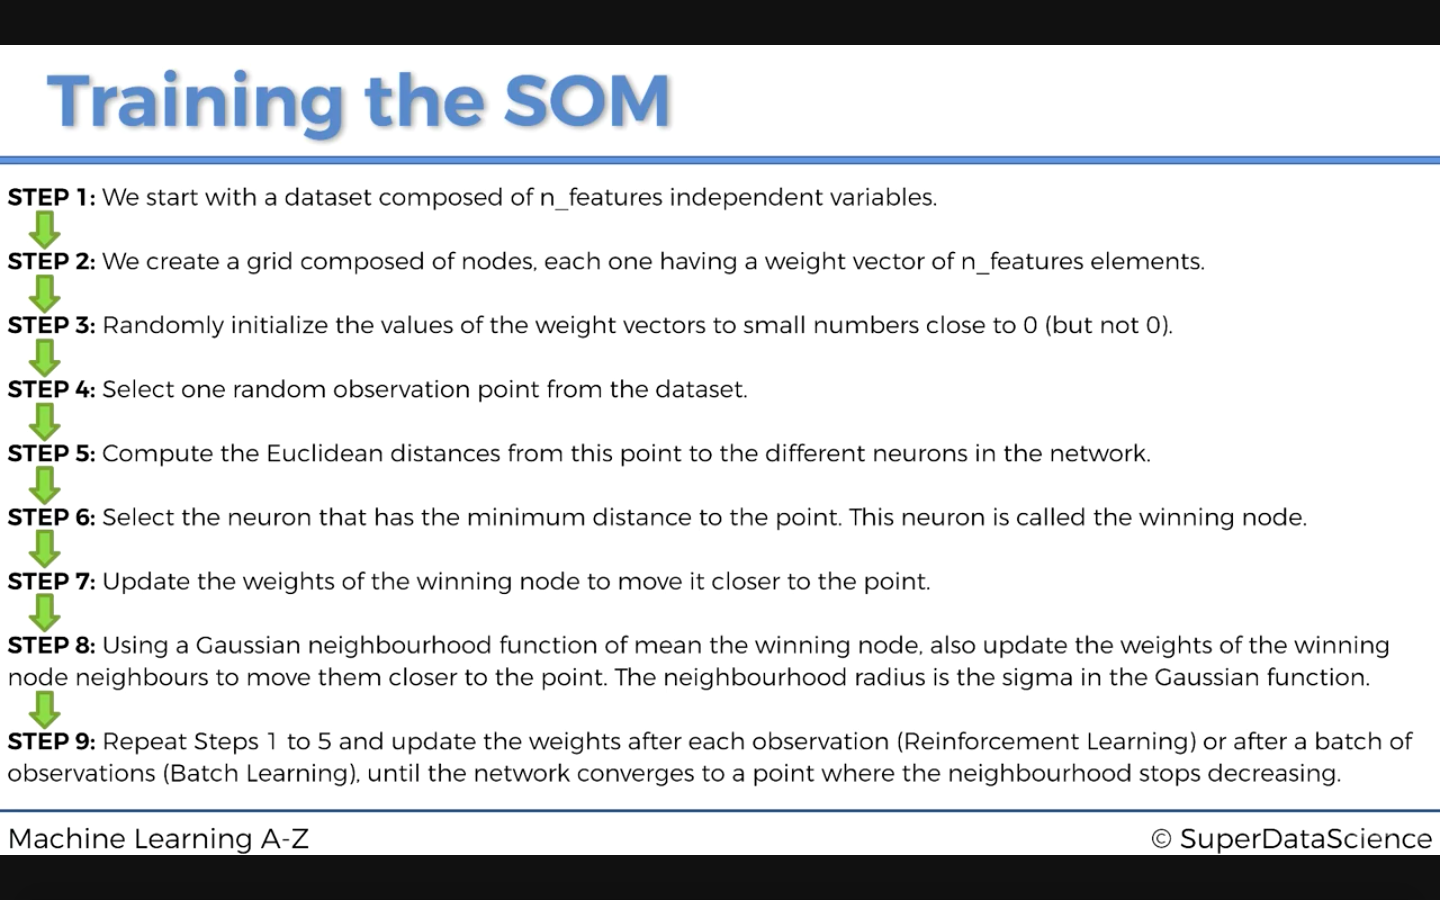 Training the SOM
STEP 1: We start with a dataset composed of n_features independent variables.
STEP 2: We create a grid composed of nodes, each one having a weight vector of n_features elements.
STEP 3: Randomly initialize the values of the weight vectors to small numbers close to 0 (but not 0).
STEP 4: Select one random observation point from the dataset.
STEP 5: Compute the Euclidean distances from this point to the different neurons in the network.
STEP 6: Select the neuron that has the minimum distance to the point. This neuron is called the winning node.
STEP 7: Update the weights of the winning node to move it closer to the point.
STEP 8: Using a Gaussian neighbourhood function of mean the winning node, also update the weights of the winning
node neighbours to move them closer to the point. The neighbourhood radius is the sigma in the Gaussian function.
STEP 9: Repeat Steps 1 to 5 and update the weights after each observation (Reinforcement Learning) or after a batch of
observations (Batch Learning), until the network converges to a point where the neighbourhood stops decreasing.
Machine Learning A-Z
© SuperDataScience